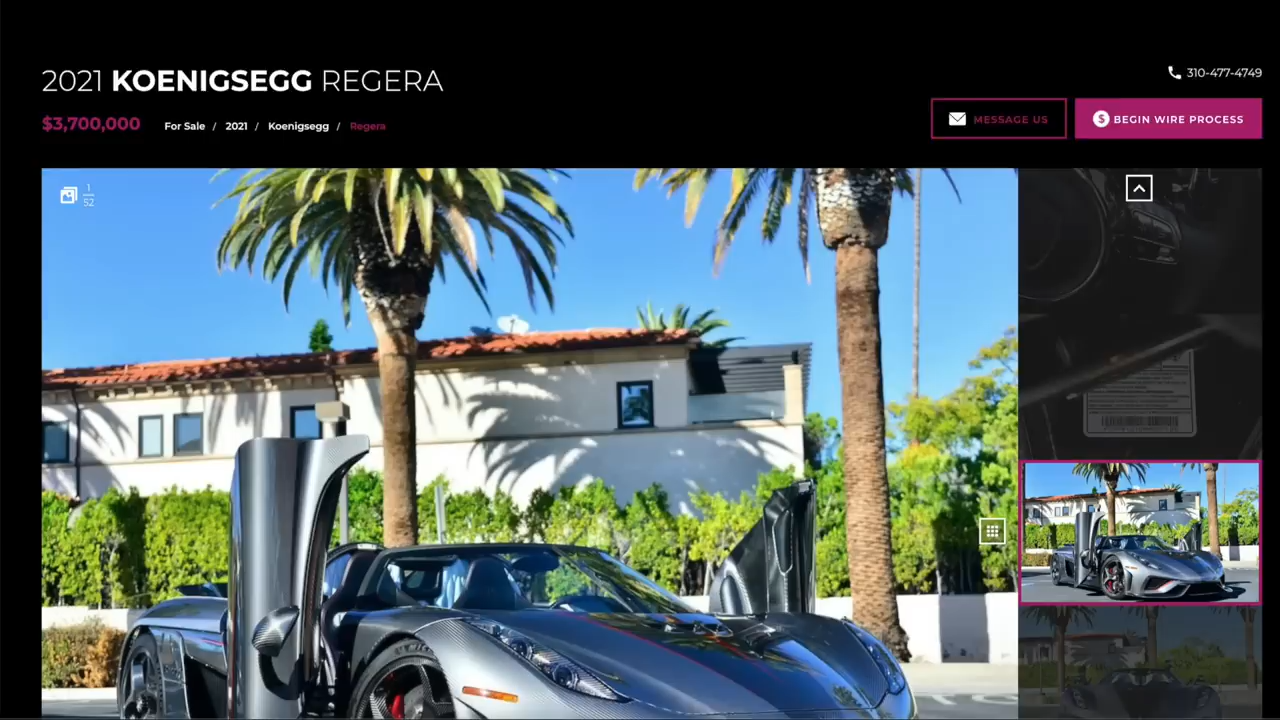 2021 KOENIGSEGG REGERA
310-477-4749
$3,700,000
For Sale / 2021 / Koenigsegg / Regera
MESSAGE US
$ BEGIN WIRE PROCESS
1
52